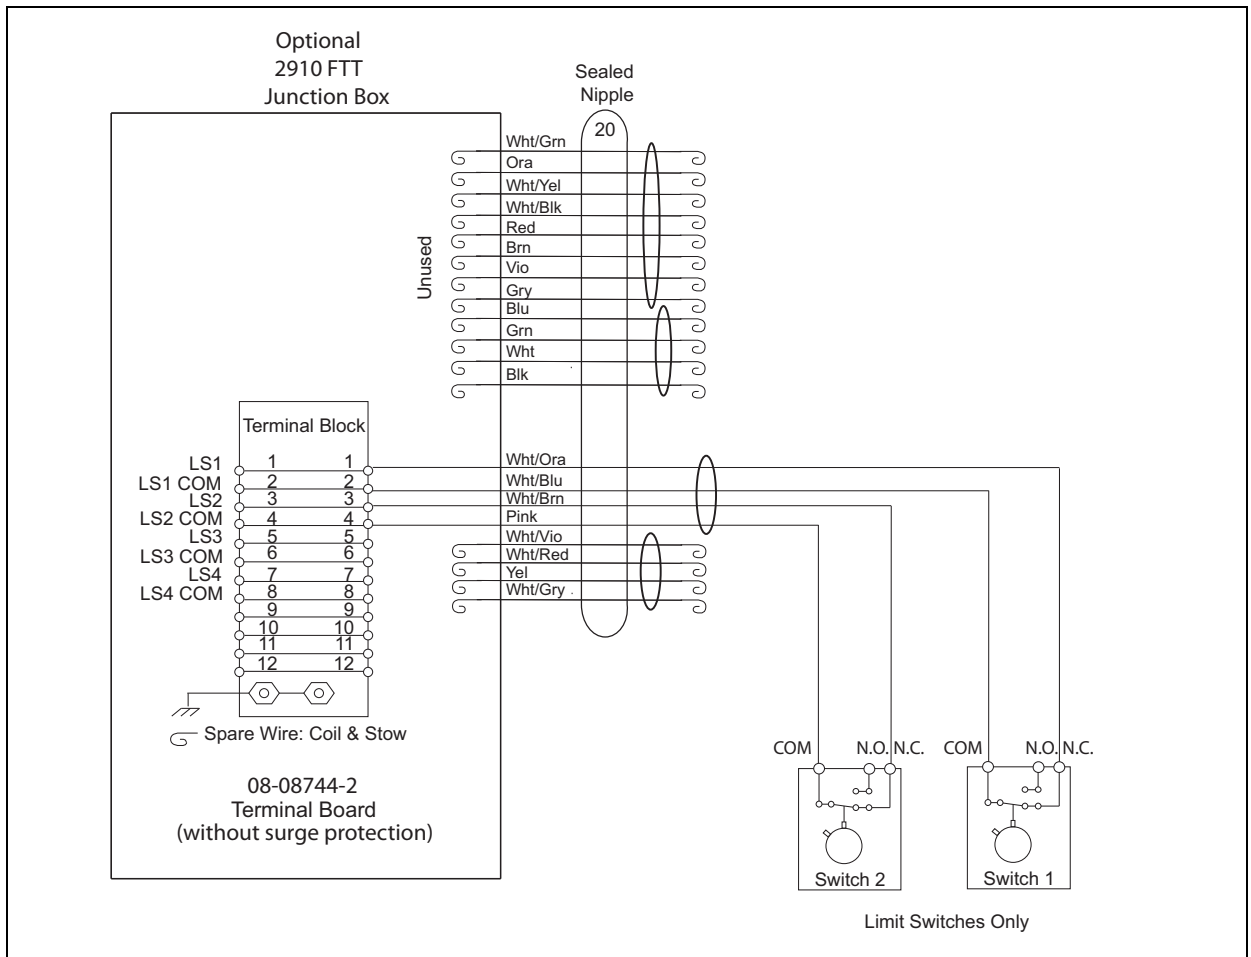 Optional
2910 FTT
Junction Box
Sealed
Nipple
20
Wht/Grn
Ora
Wht/Yel
Wht/Blk
Red
Brn
Vio
Gry
Blu
Grn
Wht
Blk
Unused
Terminal Block
LS1 1 1 Wht/Ora
LS1 COM 2 2 Wht/Blu
LS2 3 3 Wht/Brn
LS2 COM 4 4 Pink
LS3 5 5 Wht/Vio
LS3 COM 6 6 Wht/Red
LS4 7 7 Yel
LS4 COM 8 8 Wht/Gry
9 9
10 10
11 11
12 12
Spare Wire: Coil & Stow
08-08744-2
Terminal Board
(without surge protection)
COM N.O. N.C.
Switch 2
COM N.O. N.C.
Switch 1
Limit Switches Only